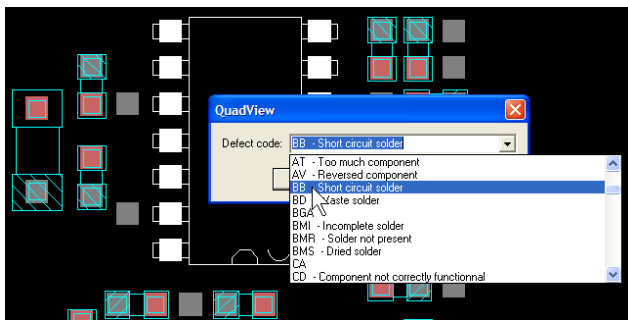 QuadView
Defect code: BB - Short circuit solder
AT - Too much component
AV - Reversed component
BB - Short circuit solder
BD - Waste solder
BGA
BMI - Incomplete solder
BMR - Solder not present
BMS - Dried solder
CA
CD - Component not correctly functionnal